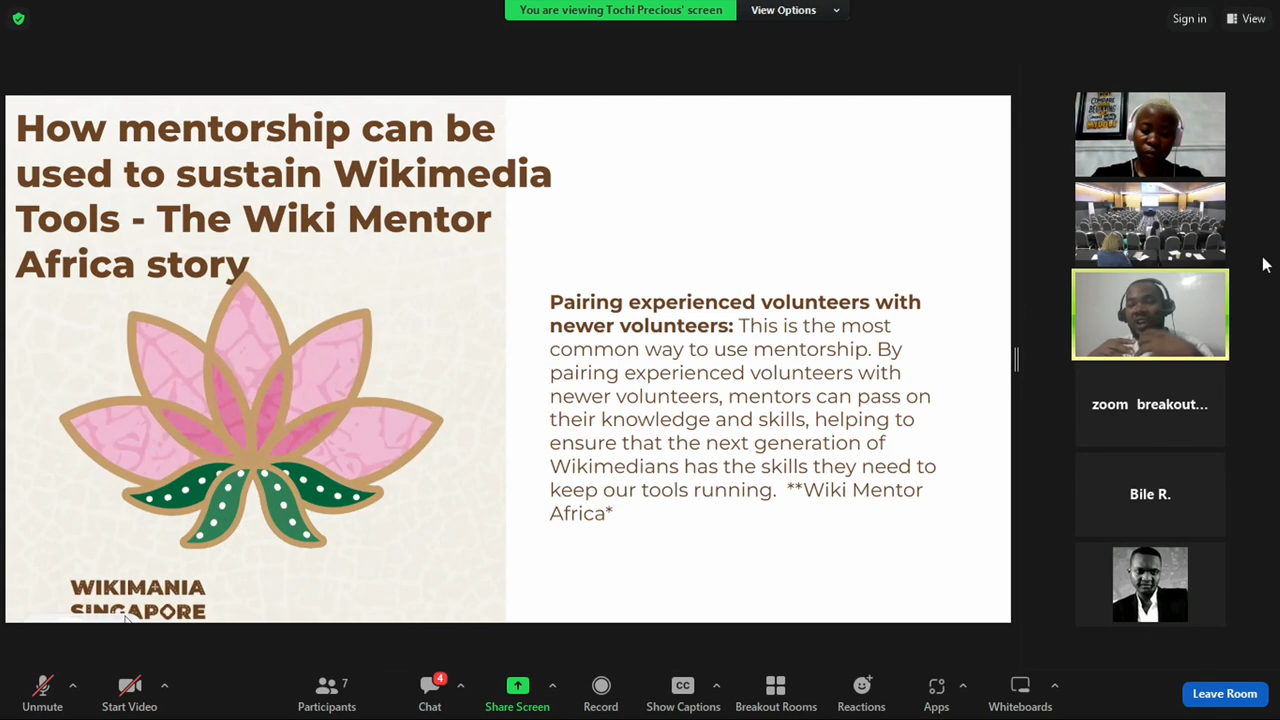 You are viewing Tochi Precious' screen
View Options
Sign in
View
How mentorship can be
used to sustain Wikimedia
Tools - The Wiki Mentor
Africa story
Pairing experienced volunteers with
newer volunteers: This is the most
common way to use mentorship. By
pairing experienced volunteers with
newer volunteers, mentors can pass on
their knowledge and skills, helping to
ensure that the next generation of
Wikimedians has the skills they need to
keep our tools running.  **Wiki Mentor
Africa*
WIKIMANIA
SINGAPORE
zoom breakout...
Bile R.
Unmute
Start Video
Participants
7
Chat
4
Share Screen
Record
CC
Show Captions
Breakout Rooms
Reactions
Apps
Whiteboards
Leave Room